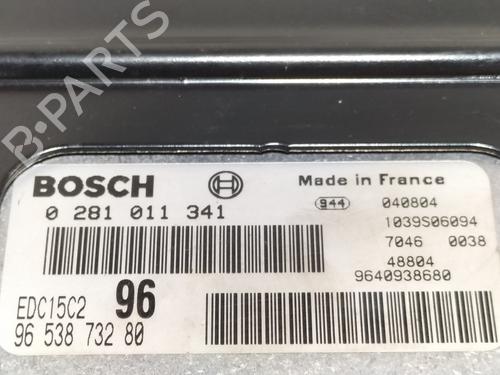 B-PARTS
BOSCH
Made in France
0 281 011 341
944 040804
1039S06094
7046 0038
48804
9640938680
EDC15C2 96
96 538 732 80